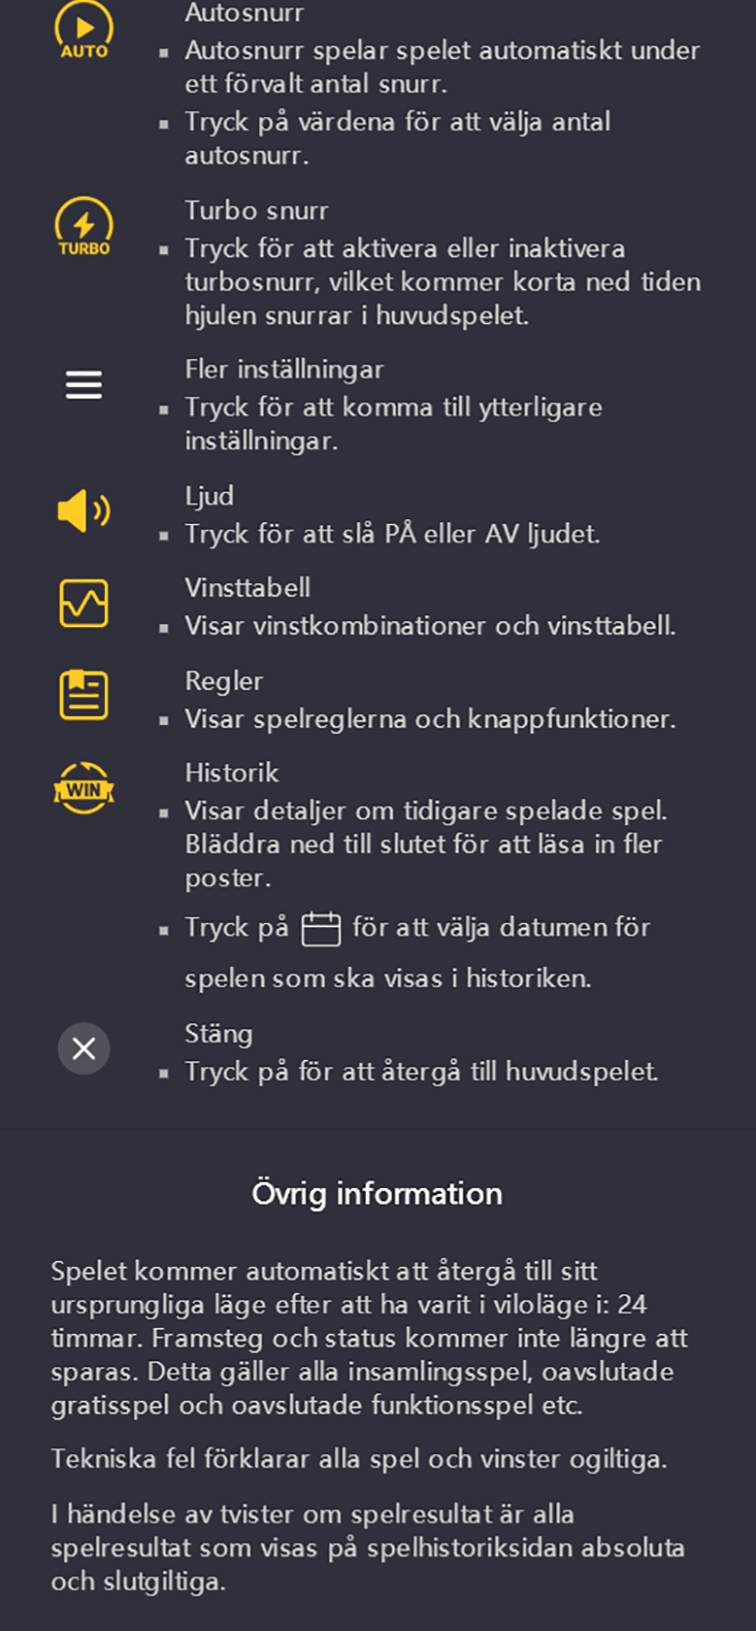 Autosnurr
AUTO
▪ Autosnurr spelar spelet automatiskt under
ett förvalt antal snurr.
▪ Tryck på värdena för att välja antal
autosnurr.
Turbo snurr
TURBO
▪ Tryck för att aktivera eller inaktivera
turbosnurr, vilket kommer korta ned tiden
hjulen snurrar i huvudspelet.
Fler inställningar
▪ Tryck för att komma till ytterligare
inställningar.
Ljud
▪ Tryck för att slå PÅ eller AV ljudet.
Vinsttabell
▪ Visar vinstkombinationer och vinsttabell.
Regler
▪ Visar spelreglerna och knappfunktioner.
Historik
WIN
▪ Visar detaljer om tidigare spelade spel.
Bläddra ned till slutet för att läsa in fler
poster.
▪ Tryck på för att välja datumen för
spelen som ska visas i historiken.
Stäng
▪ Tryck på för att återgå till huvudspelet.
Övrig information
Spelet kommer automatiskt att återgå till sitt
ursprungliga läge efter att ha varit i viloläge i: 24
timmar. Framsteg och status kommer inte längre att
sparas. Detta gäller alla insamlingsspel, oavslutade
gratisspel och oavslutade funktionsspel etc.
Tekniska fel förklarar alla spel och vinster ogiltiga.
I händelse av tvister om spelresultat är alla
spelresultat som visas på spelhistoriksidan absoluta
och slutgiltiga.